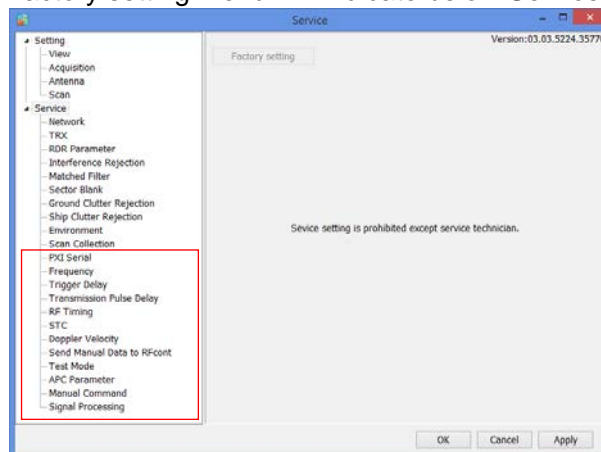 Service
Version:03.03.5224.3577
Setting
View
Acquisition
Antenna
Scan
Service
Network
TRX
RDR Parameter
Interference Rejection
Matched Filter
Sector Blank
Ground Clutter Rejection
Ship Clutter Rejection
Environment
Scan Collection
PXI Serial
Frequency
Trigger Delay
Transmission Pulse Delay
RF Timing
STC
Doppler Velocity
Send Manual Data to RFcont
Test Mode
APC Parameter
Manual Command
Signal Processing
Factory setting
Sevice setting is prohibited except service technician.
OK Cancel Apply